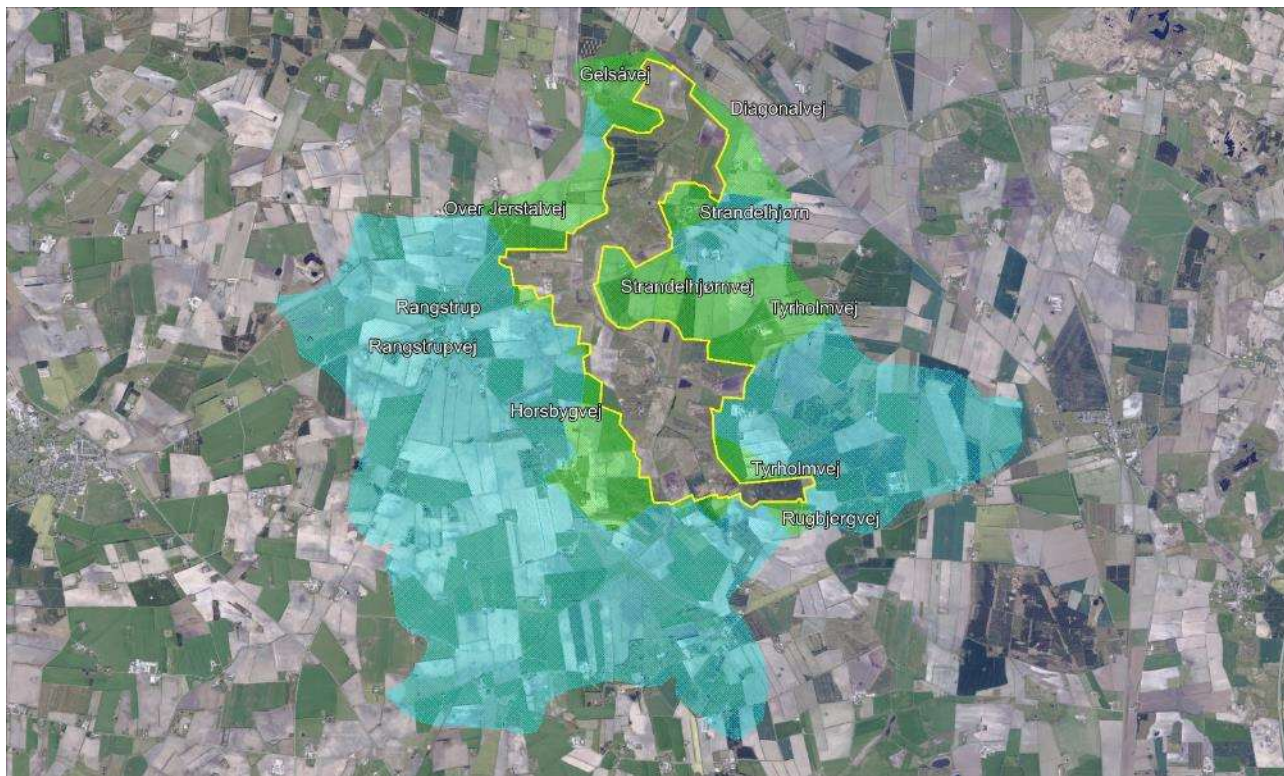 Gelsåvej
Diagonalvej
Over Jerstalvej
Strandelhjørn
Strandelhjørnvej
Rangstrup
Tyrholmvej
Rangstrupvej
Horsbygvej
Tyrholmvej
Rugbjergvej